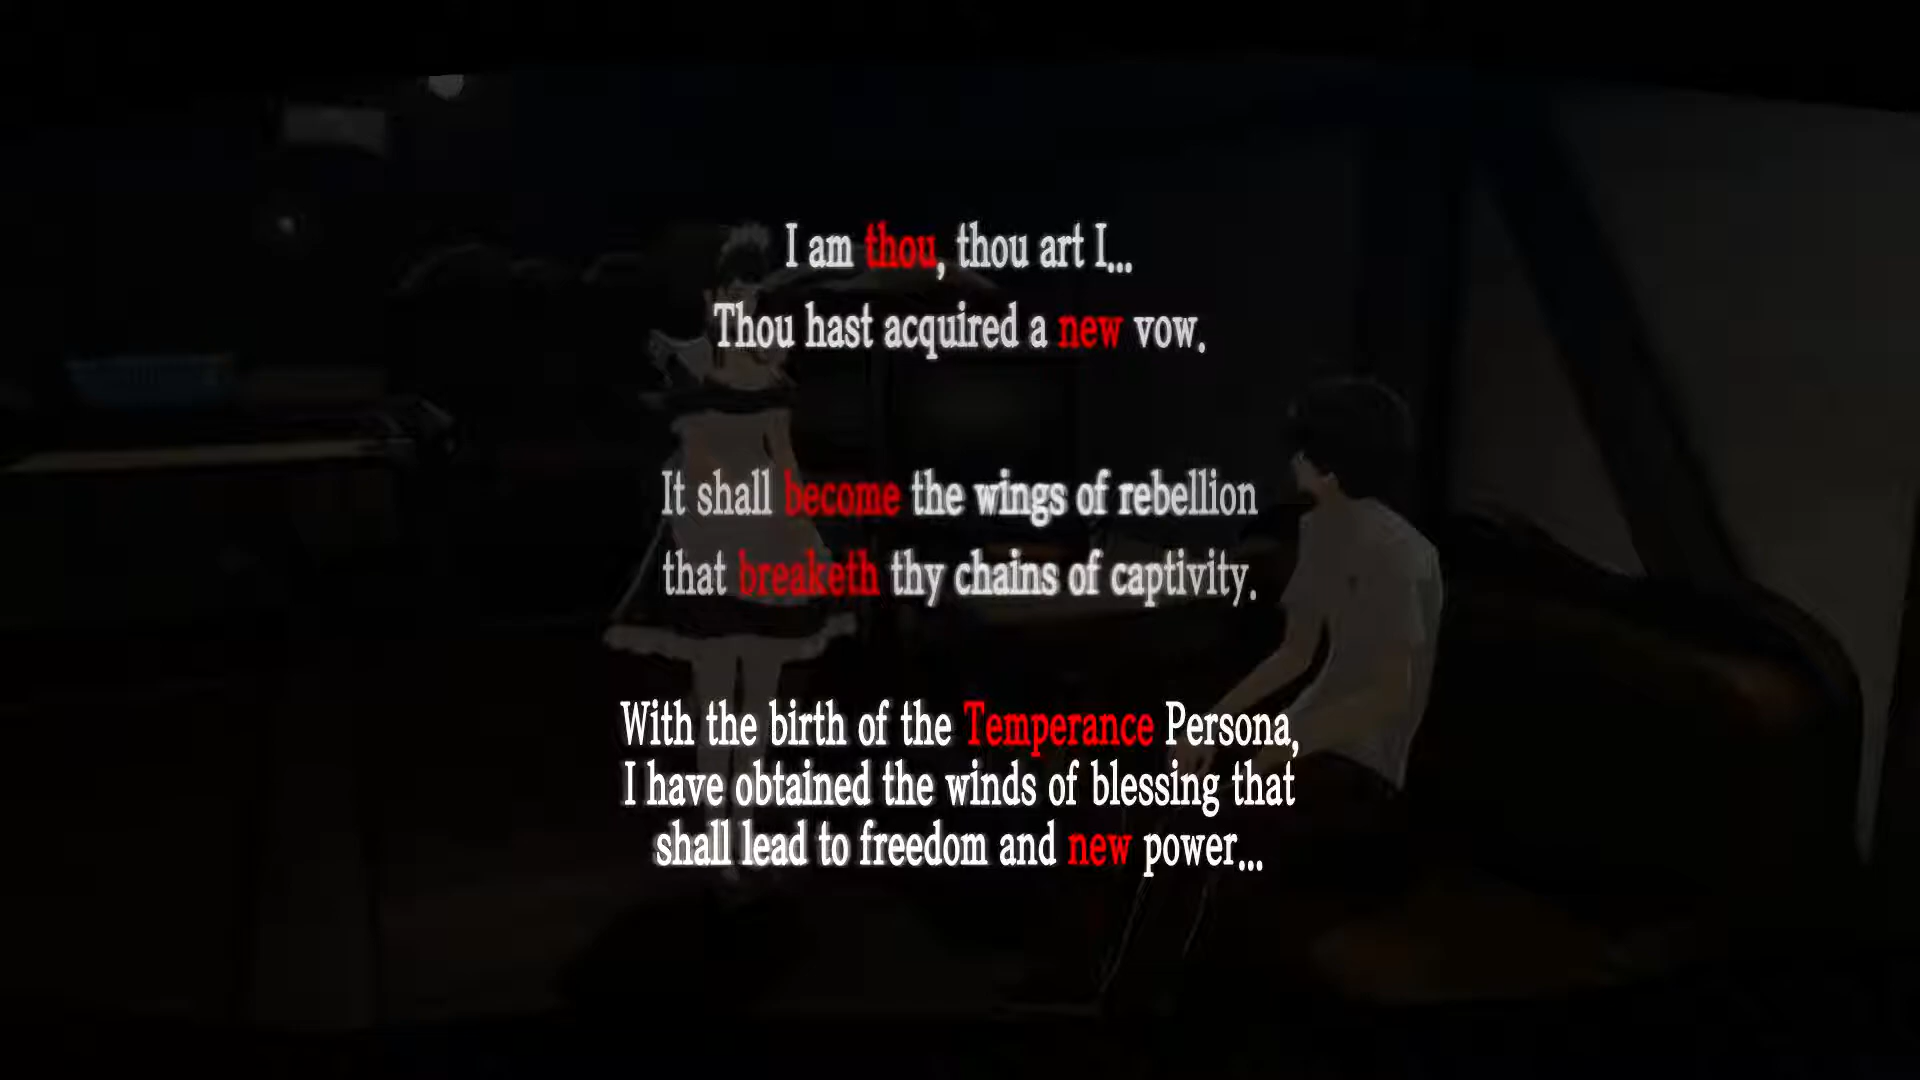 I am thou, thou art I...
Thou hast acquired a new vow.
It shall become the wings of rebellion
that breaketh thy chains of captivity.
With the birth of the Temperance Persona,
I have obtained the winds of blessing that
shall lead to freedom and new power...